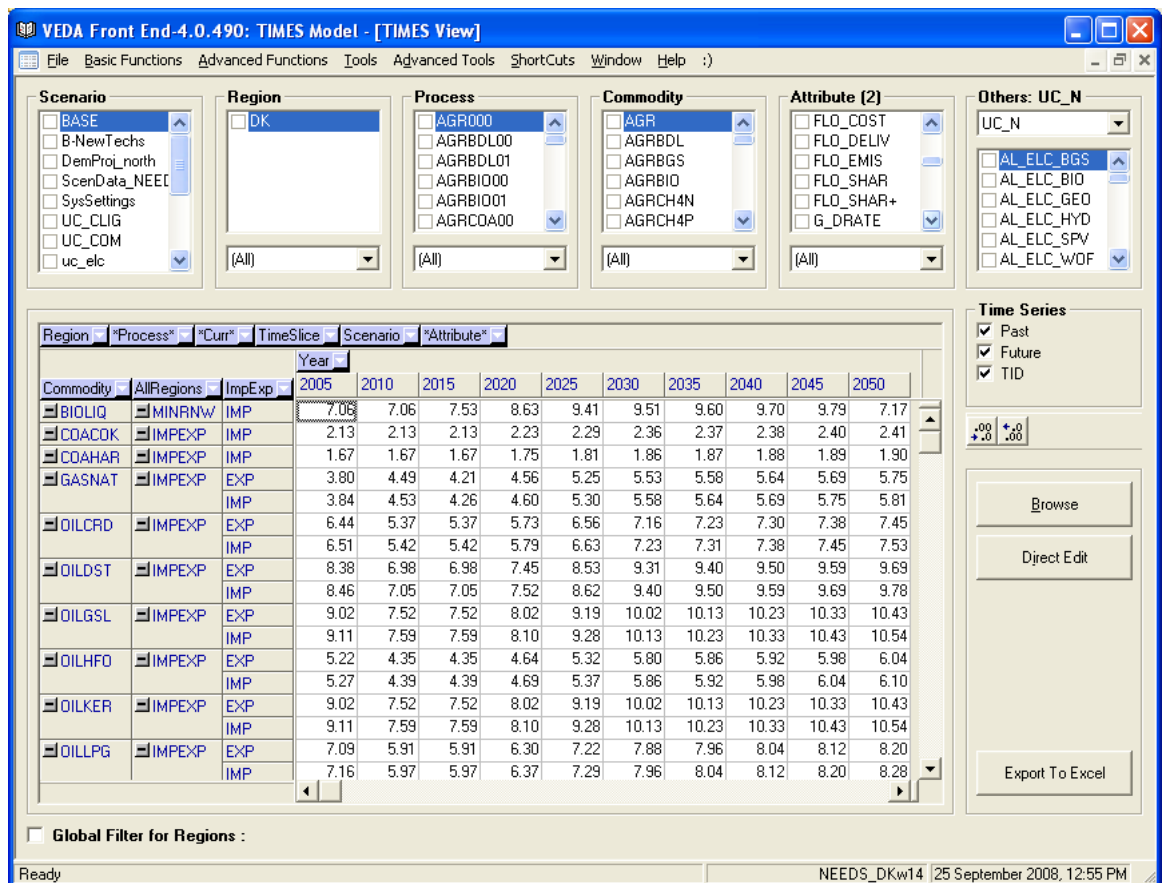 VEDA Front End-4.0.490: TIMES Model - [TIMES View]
File Basic Functions Advanced Functions Tools Advanced Tools ShortCuts Window Help :)
Scenario Region Process Commodity Attribute (2) Others: UC_N
BASE DK AGR000 AGR FLO_COST UC_N
B-NewTechs AGRBDL00 AGRBDL FLO_DELIV
DemProj_north AGRBDL01 AGRBGS FLO_EMIS AL_ELC_BGS
ScenData_NEED AGRBIO00 AGRBIO FLO_SHAR AL_ELC_BIO
SysSettings AGRBIO01 AGRCH4N FLO_SHAR+ AL_ELC_GEO
UC_CLIG AGRCOA00 AGRCH4P G_DRATE AL_ELC_HYD
UC_COM AL_ELC_SPV
uc_elc (All) (All) (All) (All) AL_ELC_WOF
Region *Process* *Curr* TimeSlice Scenario *Attribute*
Year
Commodity AllRegions ImpExp 2005 2010 2015 2020 2025 2030 2035 2040 2045 2050
BIOLIQ MINRNW IMP 7.06 7.06 7.53 8.63 9.41 9.51 9.60 9.70 9.79 7.17
COACOK IMPEXP IMP 2.13 2.13 2.13 2.23 2.29 2.36 2.37 2.38 2.40 2.41
COAHAR IMPEXP IMP 1.67 1.67 1.67 1.75 1.81 1.86 1.87 1.88 1.89 1.90
GASNAT IMPEXP EXP 3.80 4.49 4.21 4.56 5.25 5.53 5.58 5.64 5.69 5.75
IMP 3.84 4.53 4.26 4.60 5.30 5.58 5.64 5.69 5.75 5.81
OILCRD IMPEXP EXP 6.44 5.37 5.37 5.73 6.56 7.16 7.23 7.30 7.38 7.45
IMP 6.51 5.42 5.42 5.79 6.63 7.23 7.31 7.38 7.45 7.53
OILDST IMPEXP EXP 8.38 6.98 6.98 7.45 8.53 9.31 9.40 9.50 9.59 9.69
IMP 8.46 7.05 7.05 7.52 8.62 9.40 9.50 9.59 9.69 9.78
OILGSL IMPEXP EXP 9.02 7.52 7.52 8.02 9.19 10.02 10.13 10.23 10.33 10.43
IMP 9.11 7.59 7.59 8.10 9.28 10.13 10.23 10.33 10.43 10.54
OILHFO IMPEXP EXP 5.22 4.35 4.35 4.64 5.32 5.80 5.86 5.92 5.98 6.04
IMP 5.27 4.39 4.39 4.69 5.37 5.86 5.92 5.98 6.04 6.10
OILKER IMPEXP EXP 9.02 7.52 7.52 8.02 9.19 10.02 10.13 10.23 10.33 10.43
IMP 9.11 7.59 7.59 8.10 9.28 10.13 10.23 10.33 10.43 10.54
OILLPG IMPEXP EXP 7.09 5.91 5.91 6.30 7.22 7.88 7.96 8.04 8.12 8.20
IMP 7.16 5.97 5.97 6.37 7.29 7.96 8.04 8.12 8.20 8.28
Time Series
Past
Future
TID
.00 .0 .0 .00
Browse
Direct Edit
Export To Excel
Global Filter for Regions :
Ready NEEDS_DKw14 25 September 2008, 12:55 PM